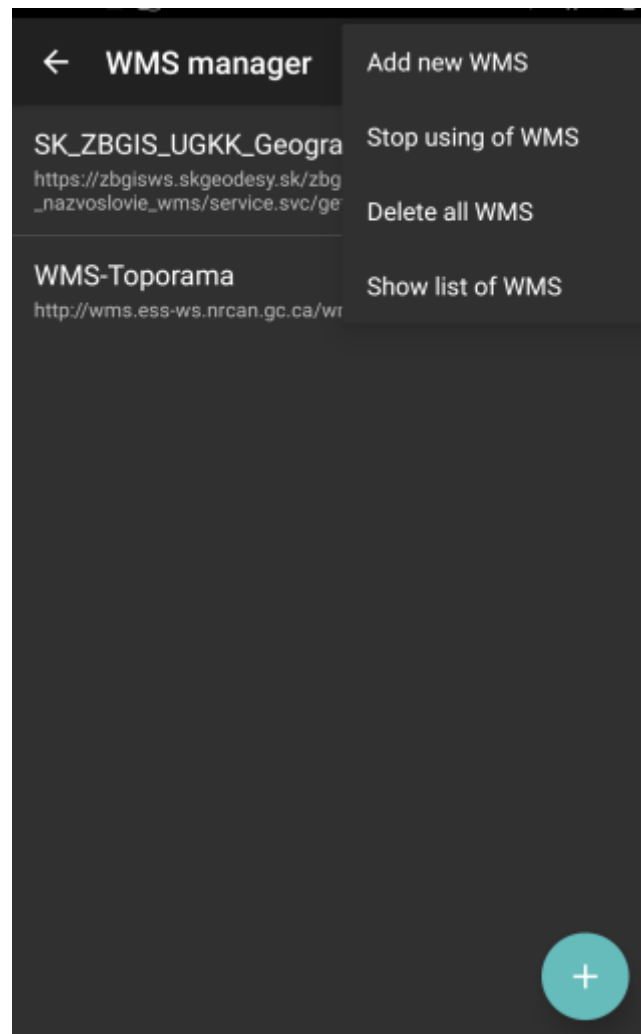 WMS manager
SK_ZBGIS_UGKK_Geogra
https://zbgisws.skgeodesy.sk/zbg
_nazvoslovie_wms/service.svc/ge
WMS-Toporama
http://wms.ess-ws.nrcan.gc.ca/w
Add new WMS
Stop using of WMS
Delete all WMS
Show list of WMS